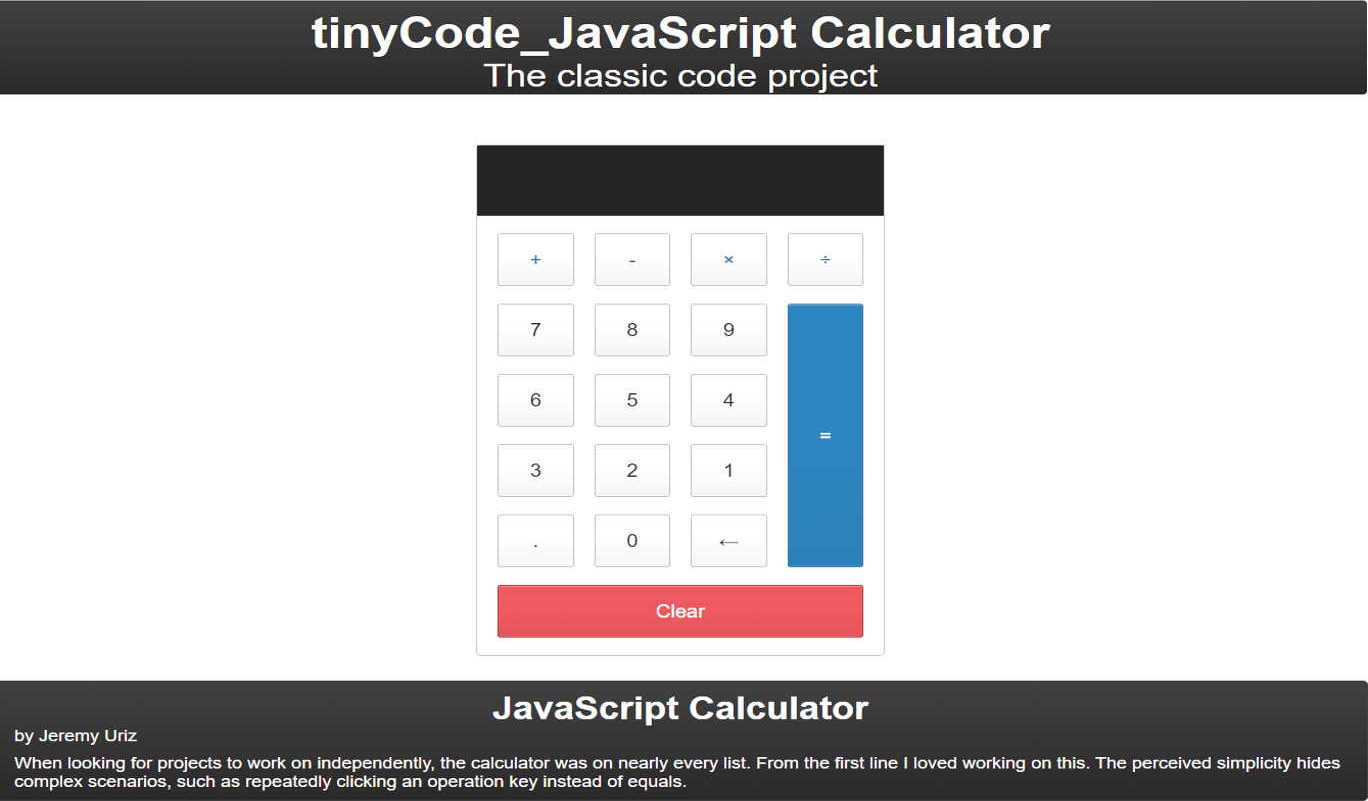 tinyCode_JavaScript Calculator
The classic code project
+ - × ÷
7 8 9
6 5 4
=
3 2 1
. 0 ←
Clear
JavaScript Calculator
by Jeremy Uriz
When looking for projects to work on independently, the calculator was on nearly every list. From the first line I loved working on this. The perceived simplicity hides
complex scenarios, such as repeatedly clicking an operation key instead of equals.